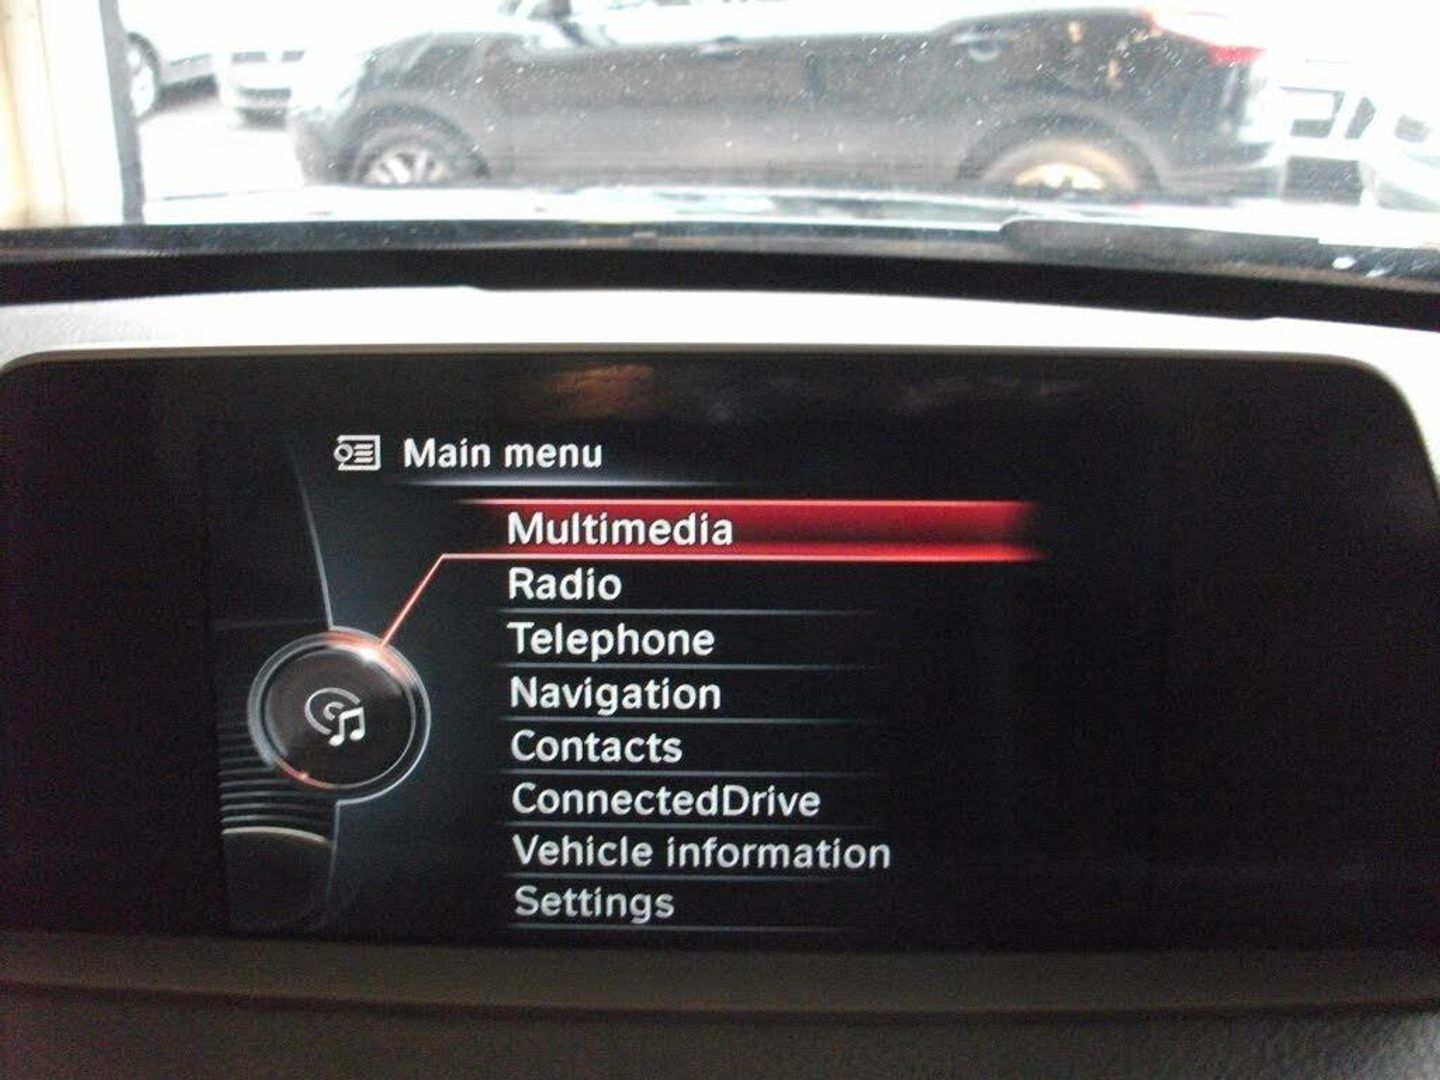 Main menu
Multimedia
Radio
Telephone
Navigation
Contacts
ConnectedDrive
Vehicle information
Settings